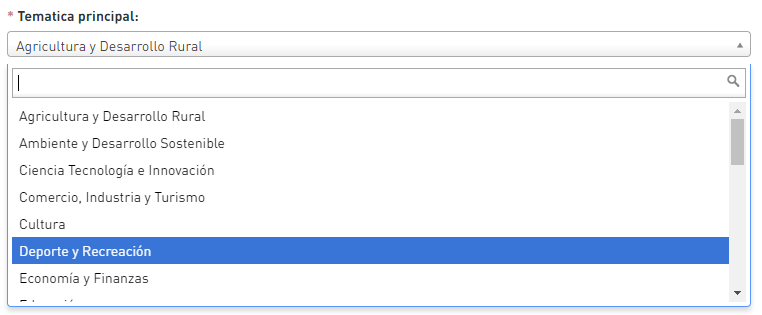 * Tematica principal:
Agricultura y Desarrollo Rural
Agricultura y Desarrollo Rural
Ambiente y Desarrollo Sostenible
Ciencia Tecnología e Innovación
Comercio, Industria y Turismo
Cultura
Deporte y Recreación
Economía y Finanzas